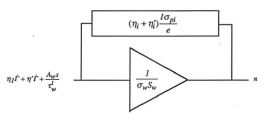 (η_i + η_i') Iσ_pi / e
η_I İ + η' İ' + A_w s / τ_w^i
I / σ_w S_w
n